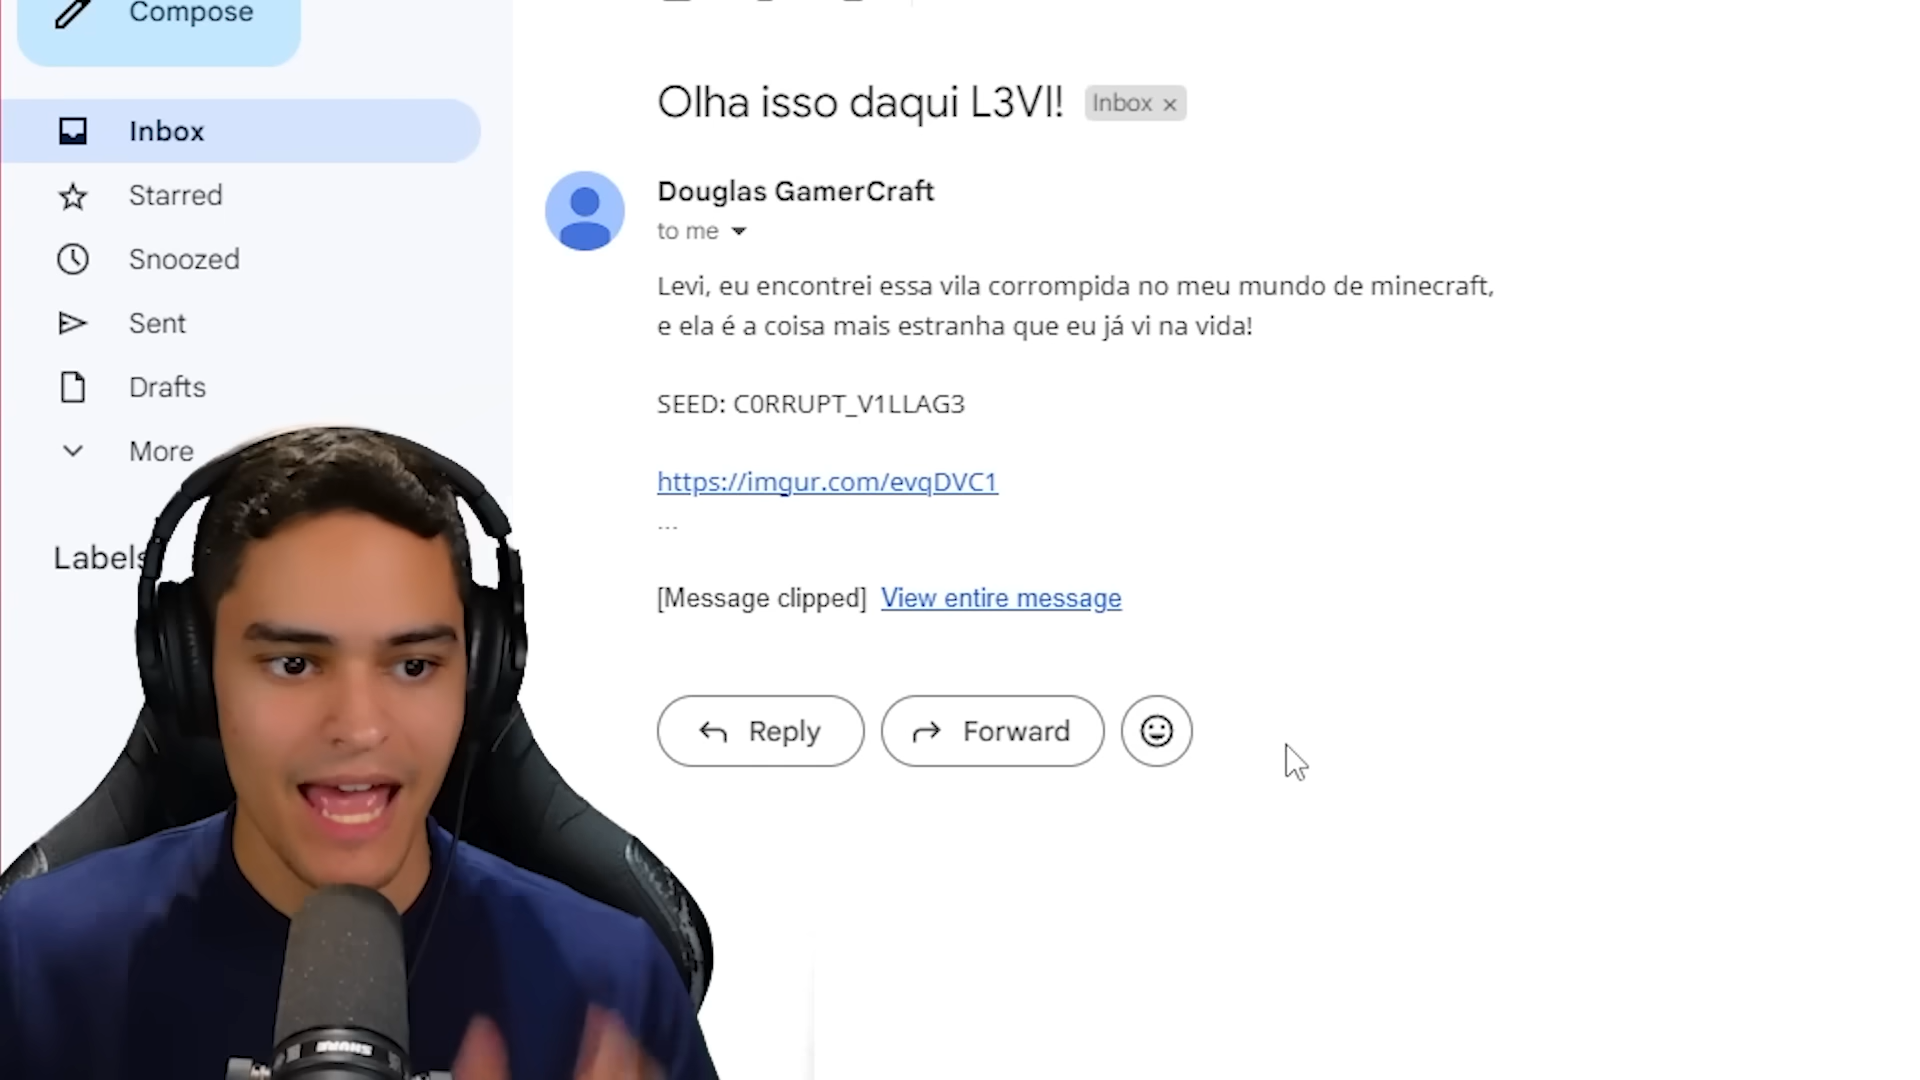 Compose
Inbox
Starred
Snoozed
Sent
Drafts
More
Labels
Olha isso daqui L3VI! Inbox ×
Douglas GamerCraft
to me
Levi, eu encontrei essa vila corrompida no meu mundo de minecraft,
e ela é a coisa mais estranha que eu já vi na vida!
SEED: C0RRUPT_V1LLAG3
https://imgur.com/evqDVC1
...
[Message clipped] View entire message
Reply
Forward
SHURE